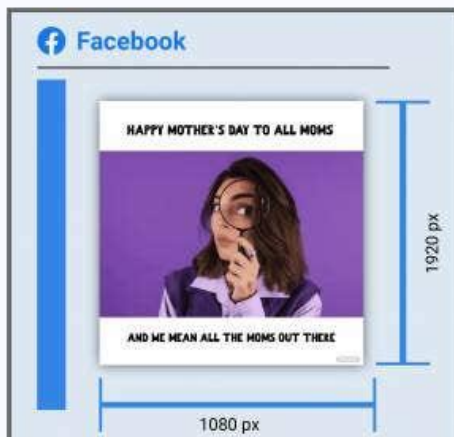 Facebook
HAPPY MOTHER'S DAY TO ALL MOMS
1920 px
AND WE MEAN ALL THE MOMS OUT THERE
1080 px